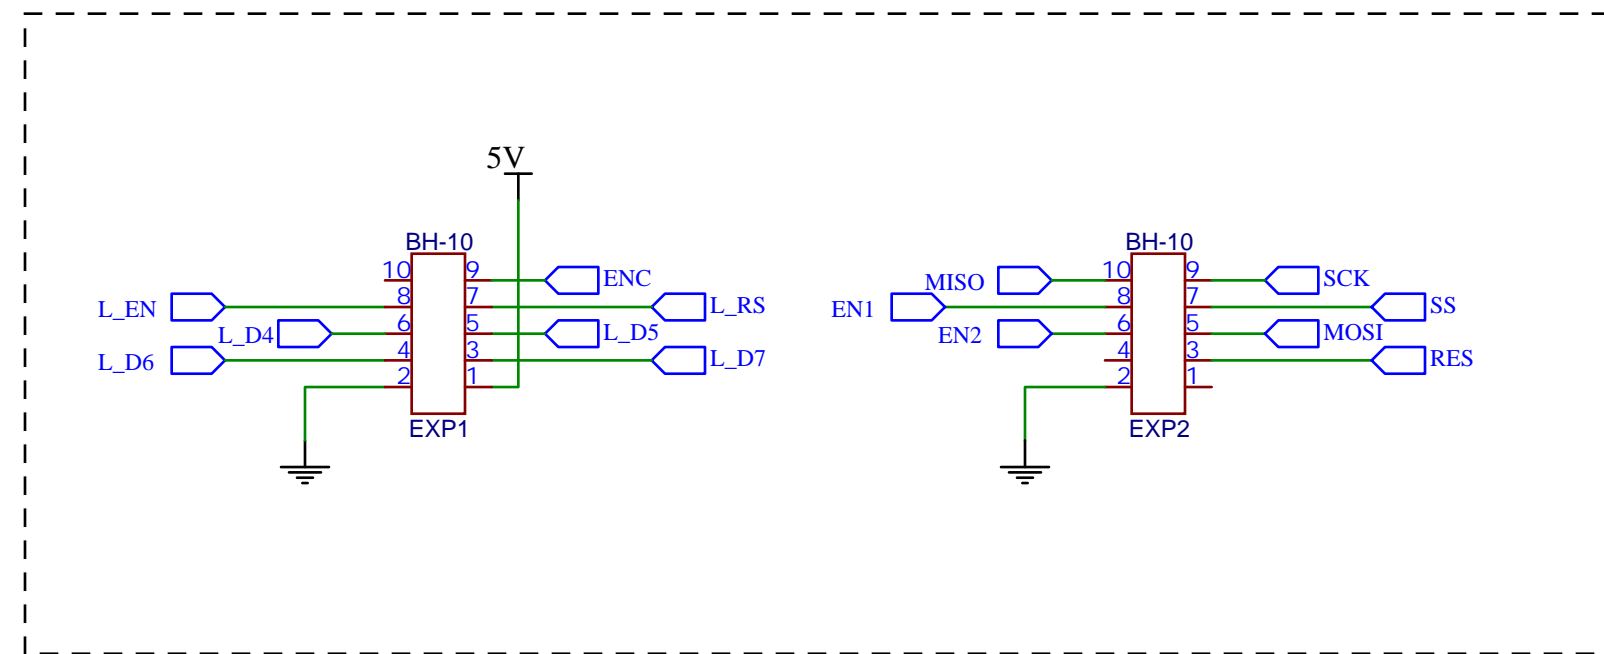 5V
BH-10
10 9 ENC
L_EN 8 7 L_RS
L_D4 6 5 L_D5
L_D6 4 3 L_D7
2 1
EXP1
BH-10
MISO 10 9 SCK
EN1 8 7 SS
EN2 6 5 MOSI
4 3 RES
2 1
EXP2